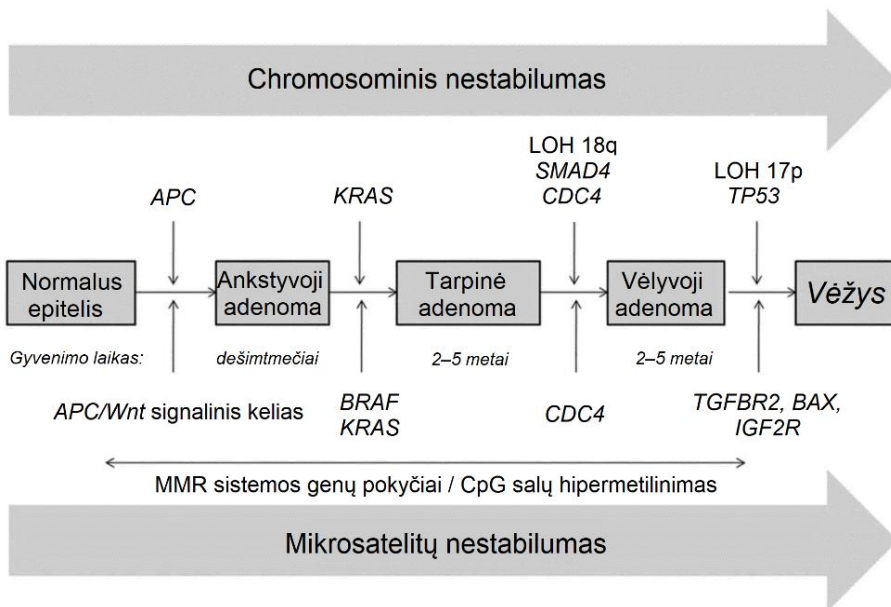 Chromosominis nestabilumas
LOH 18q
SMAD4
CDC4
LOH 17p
TP53
APC
KRAS
Normalus
epitelis
Ankstyvoji
adenoma
Tarpinė
adenoma
Vėlyvoji
adenoma
Vėžys
Gyvenimo laikas:
dešimtmečiai
2–5 metai
2–5 metai
APC/Wnt signalinis kelias
BRAF
KRAS
CDC4
TGFBR2, BAX,
IGF2R
MMR sistemos genų pokyčiai / CpG salų hipermetilinimas
Mikrosatelitų nestabilumas